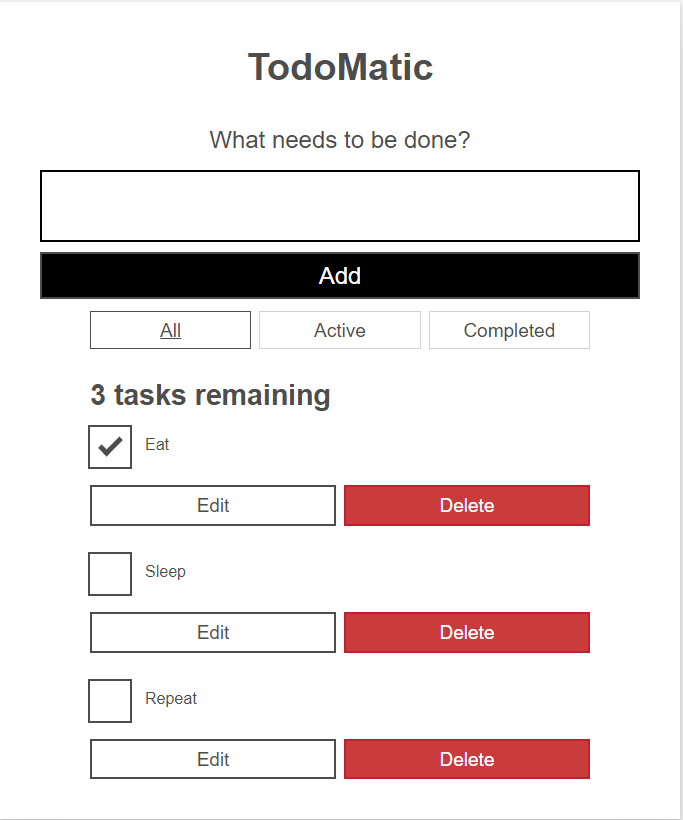 TodoMatic
What needs to be done?
Add
All Active Completed
3 tasks remaining
Eat
Edit Delete
Sleep
Edit Delete
Repeat
Edit Delete